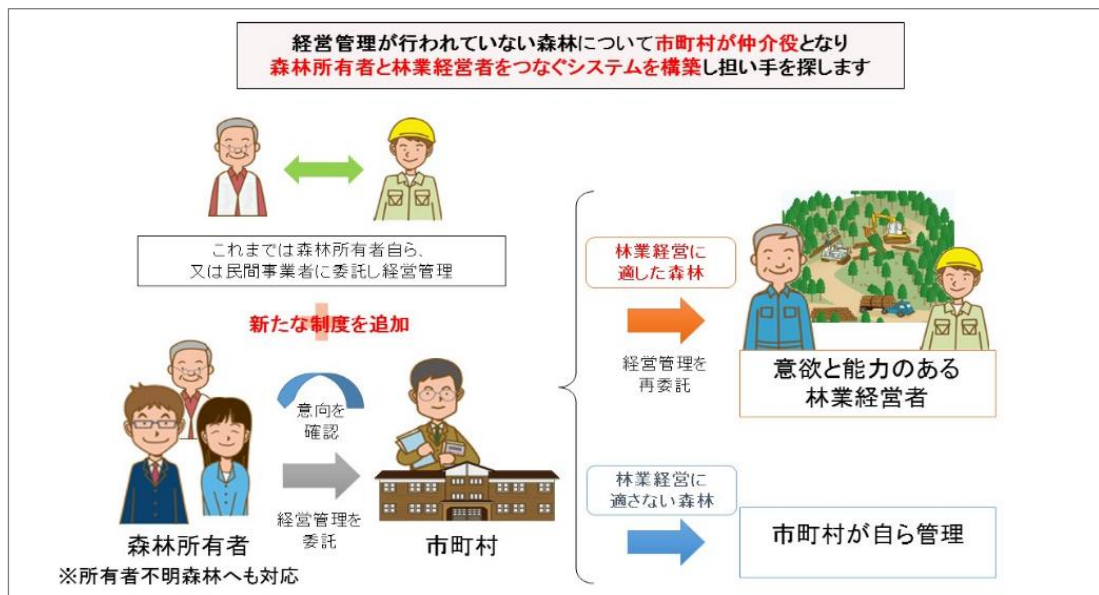 経営管理が行われていない森林について市町村が仲介役となり
森林所有者と林業経営者をつなぐシステムを構築し担い手を探します
これまでは森林所有者自ら、
又は民間事業者に委託し経営管理
新たな制度を追加
意向を
確認
経営管理を
委託
森林所有者
※所有者不明森林へも対応
市町村
林業経営に
適した森林
経営管理を
再委託
意欲と能力のある
林業経営者
林業経営に
適さない森林
市町村が自ら管理